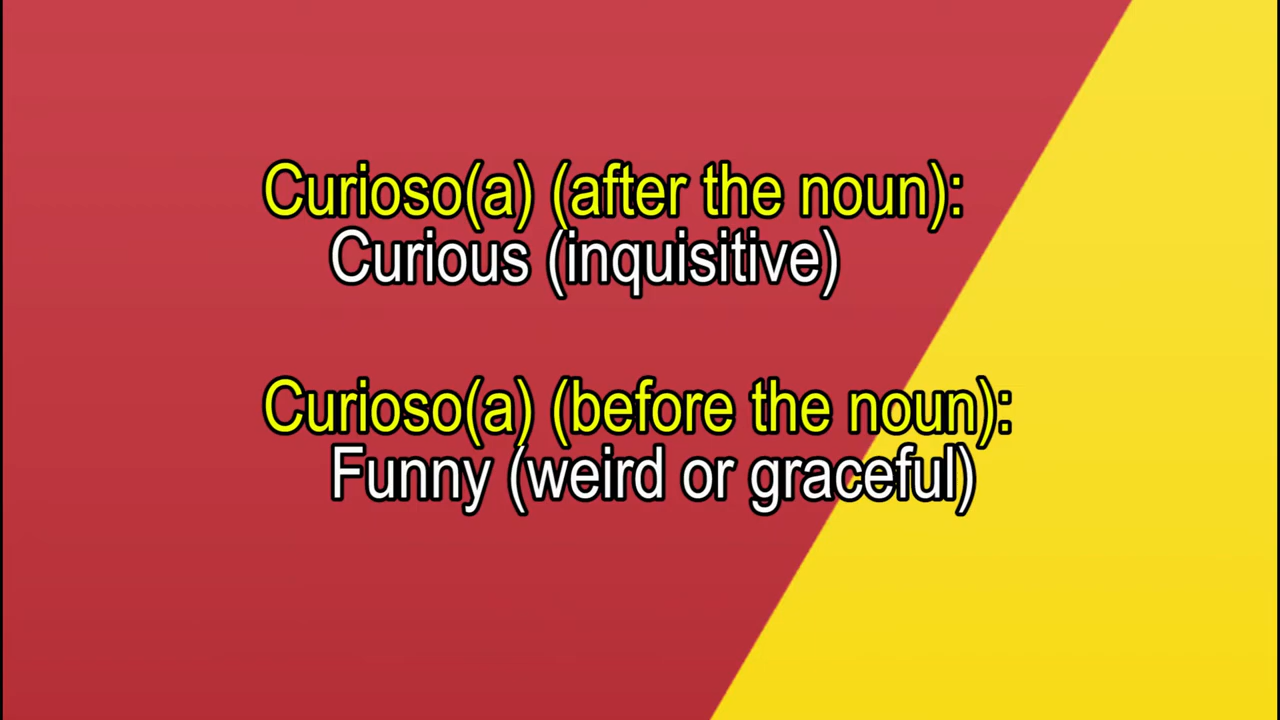 Curioso(a) (after the noun):
Curious (inquisitive)
Curioso(a) (before the noun):
Funny (weird or graceful)